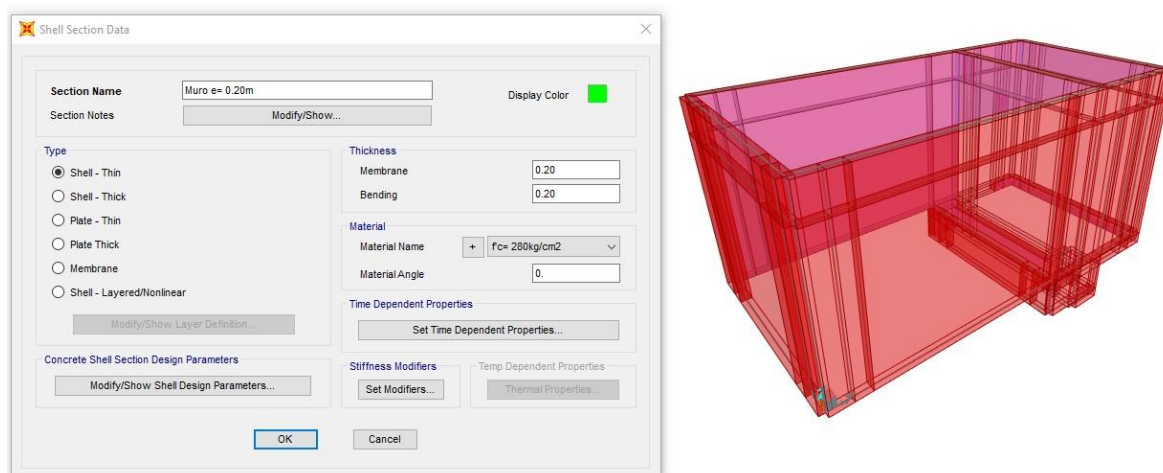 Shell Section Data
Section Name
Muro e= 0.20m
Display Color
Section Notes
Modify/Show...
Type
Shell - Thin
Shell - Thick
Plate - Thin
Plate Thick
Membrane
Shell - Layered/Nonlinear
Modify/Show Layer Definition...
Concrete Shell Section Design Parameters
Modify/Show Shell Design Parameters...
Thickness
Membrane
0.20
Bending
0.20
Material
Material Name
+
f'c= 280kg/cm2
Material Angle
0.
Time Dependent Properties
Set Time Dependent Properties...
Stiffness Modifiers
Set Modifiers...
Temp Dependent Properties
Thermal Properties...
OK
Cancel